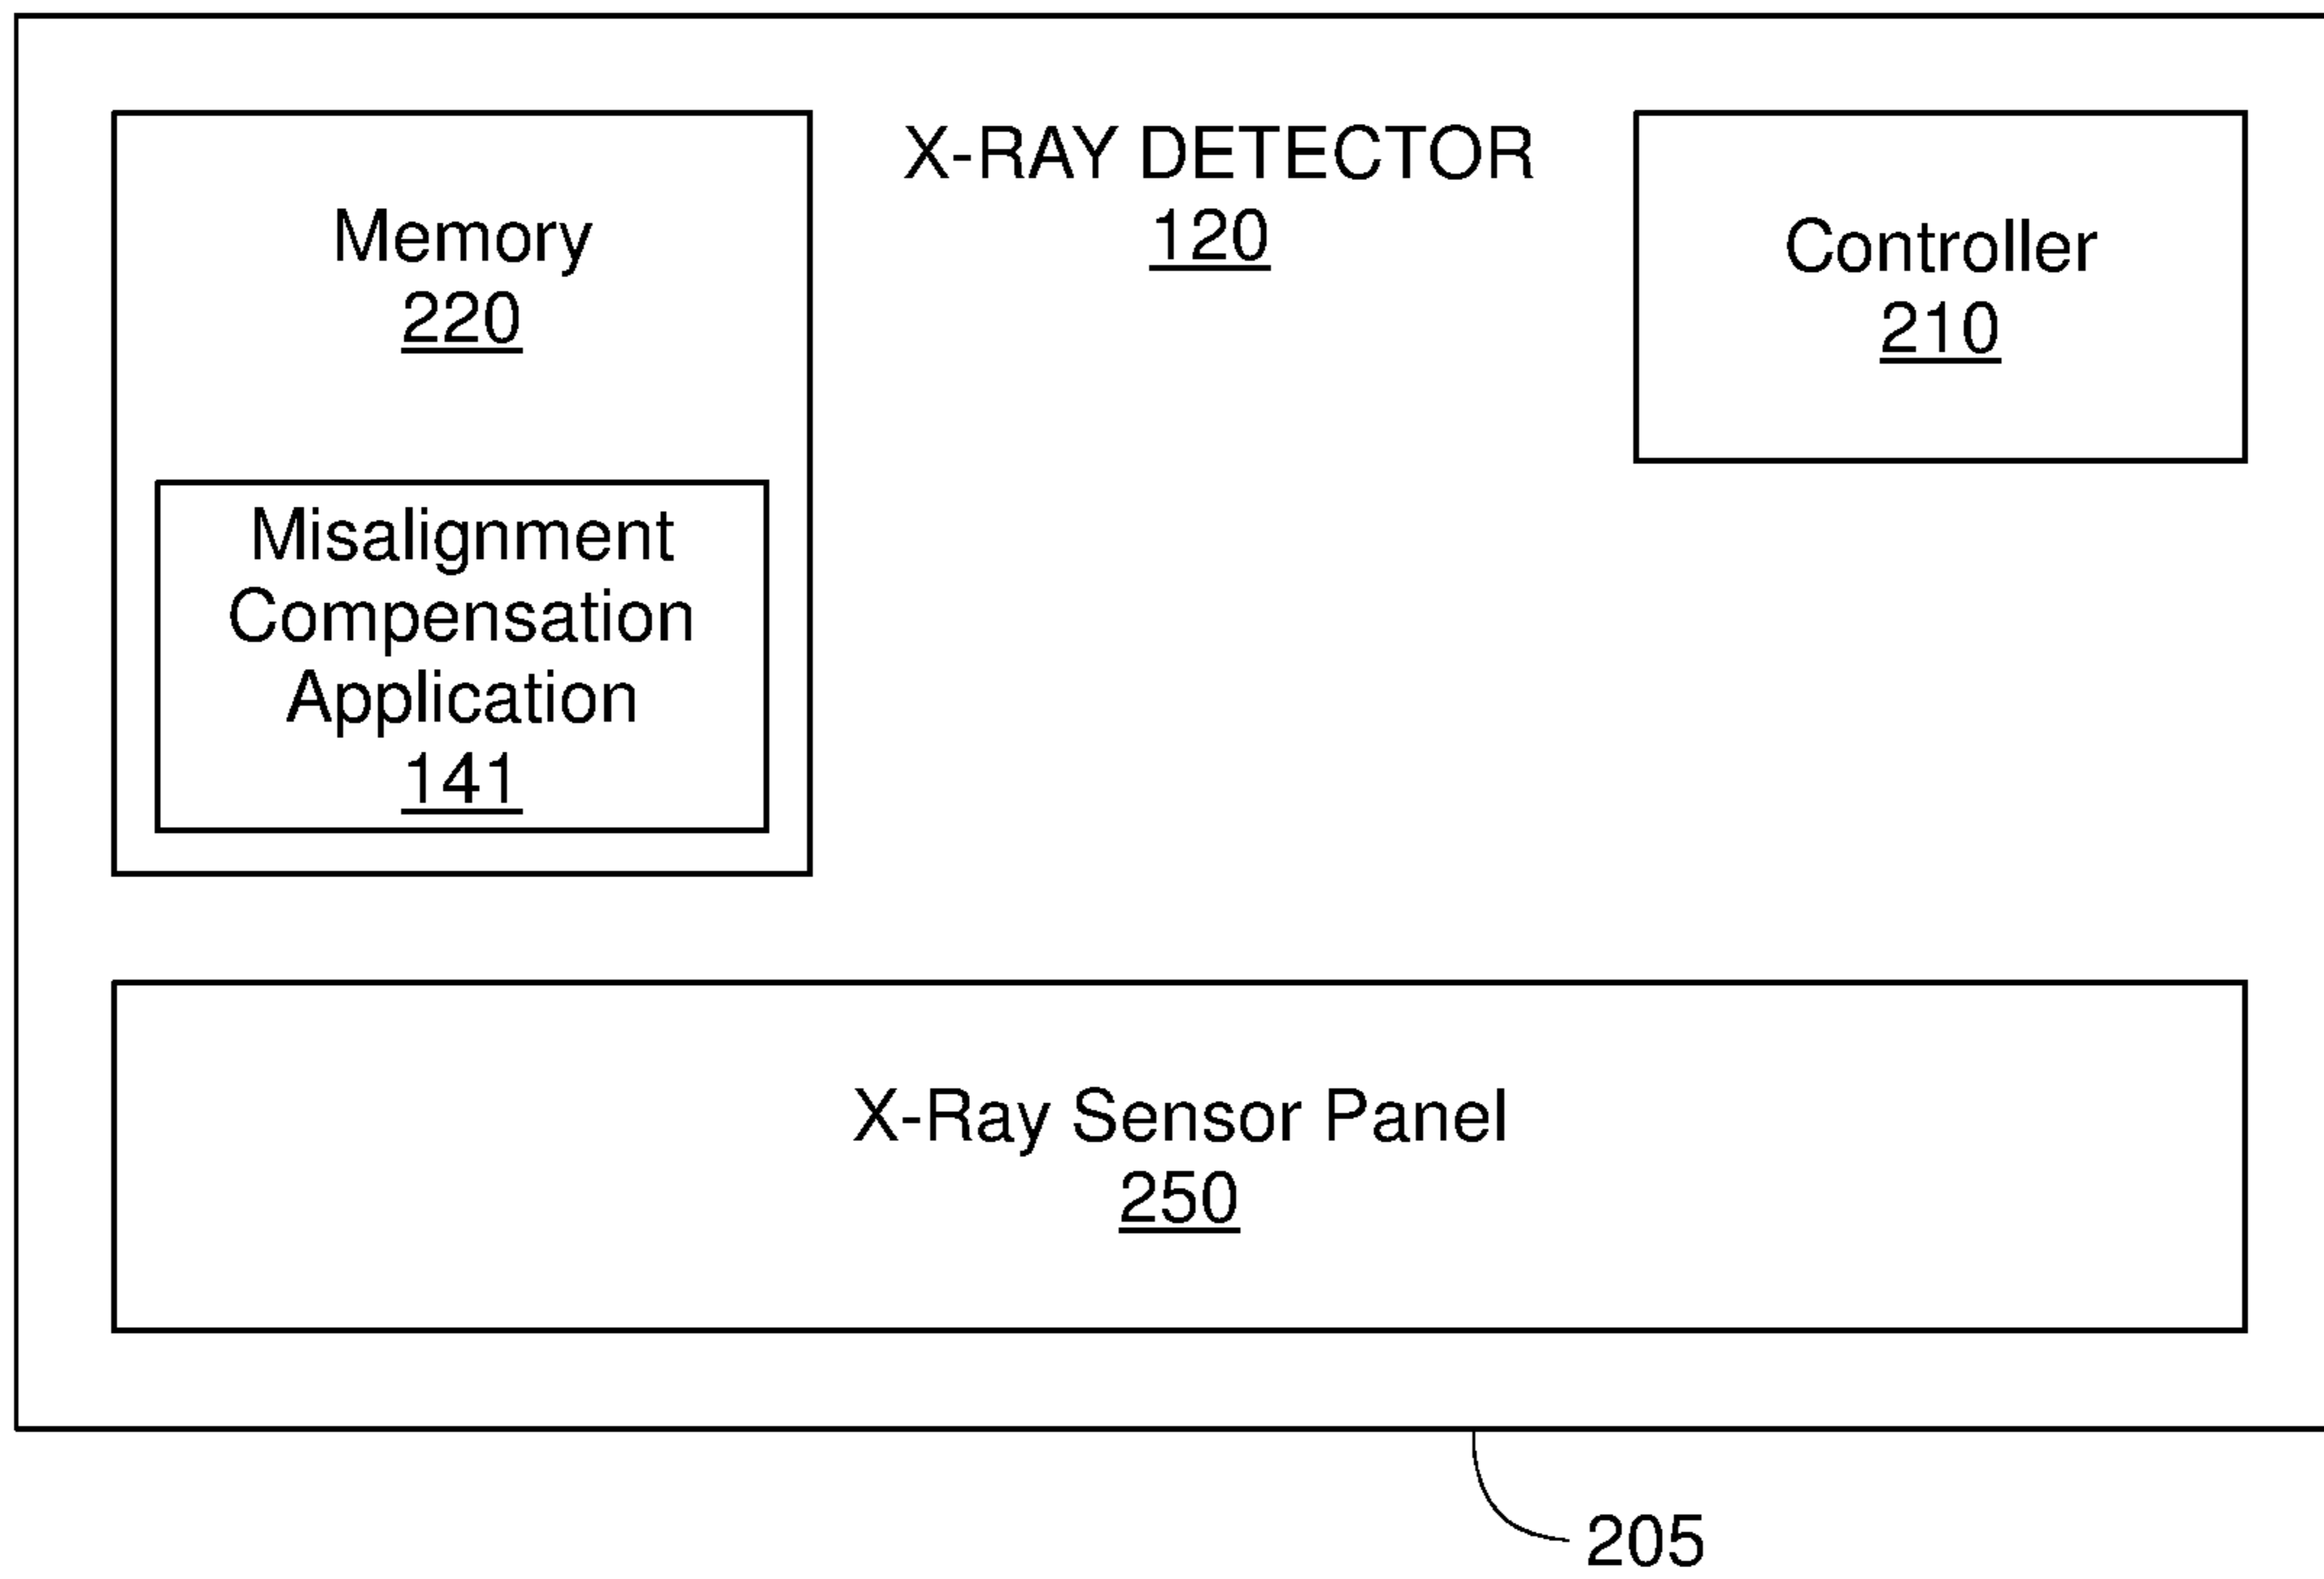 X-RAY DETECTOR
120
Memory
220
Misalignment
Compensation
Application
141
Controller
210
X-Ray Sensor Panel
250
205